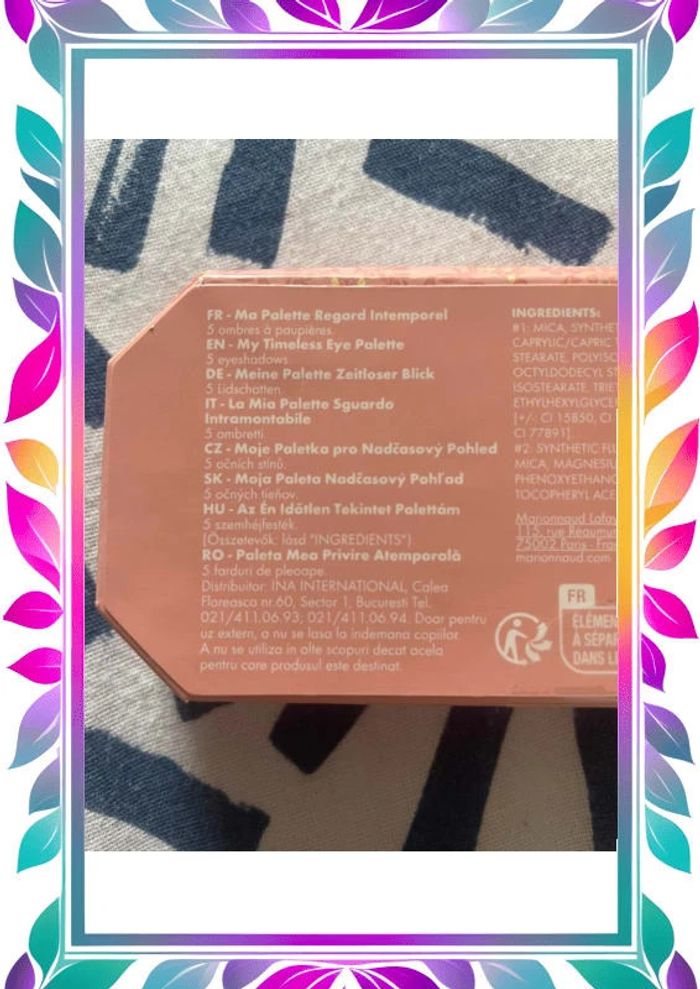 FR - Ma Palette Regard Intemporel
5 ombres à paupières.
EN - My Timeless Eye Palette
5 eyeshadows.
DE - Meine Palette Zeitloser Blick
5 Lidschatten.
IT - La Mia Palette Sguardo
Intramontabile
5 ombretti.
CZ - Moje Paletka pro Nadčasový Pohled
5 očních stínů.
SK - Moja Paleta Nadčasový Pohľad
5 očných tieňov.
HU - Az Én Időtlen Tekintet Palettám
5 szemhéjfesték.
(Összetevők: lásd "INGREDIENTS")
RO - Paleta Mea Privire Atemporală
5 farduri de pleoape.
Distribuitor: INA INTERNATIONAL, Calea
Floreasca nr.60, Sector 1, Bucuresti Tel.
021/411.06.93; 021/411.06.94. Doar pentru
uz extern, a nu se lasa la indemana copiilor.
A nu se utiliza in alte scopuri decat acela
pentru care produsul este destinat.
INGREDIENTS:
#1: MICA,
CAPRYLIC/CAPRIC
STEARATE,
OCTYLDODECYL
ISOSTEARATE,
[+/- CI 15850, CI
CI 77891].
#2: SYNTHETIC
MICA,
TOCOPHERYL
Marionnaud
115, rue
75002 Paris -
marionnaud.com
FR
À
DANS